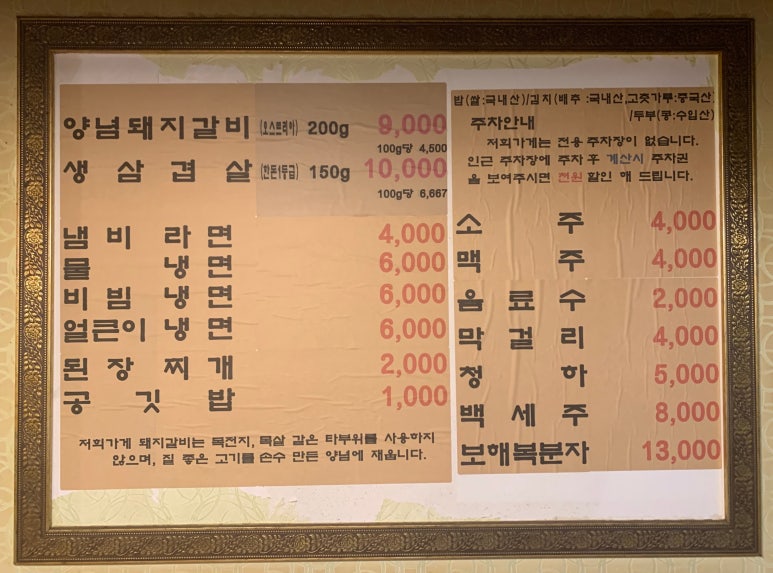 양념돼지갈비 (오스트리아) 200g 9,000
100g당 4,500
생삼겹살 (한돈1등급) 150g 10,000
100g당 6,667
냄비라면 4,000
물냉면 6,000
비빔냉면 6,000
얼큰이냉면 6,000
된장찌개 2,000
공깃밥 1,000
저희가게 돼지갈비는 목전지, 목살 같은 타부위를 사용하지
않으며, 질 좋은 고기를 손수 만든 양념에 재웁니다.
밥(쌀:국내산)/김치(배추:국내산,고춧가루:중국산)
/두부(콩:수입산)
주차안내
저희가게는 전용 주차장이 없습니다.
인근 주차장에 주차 후 계산시 주차권
을 보여주시면 천원 할인 해 드립니다.
소주 4,000
맥주 4,000
음료수 2,000
막걸리 4,000
청하 5,000
백세주 8,000
보해복분자 13,000